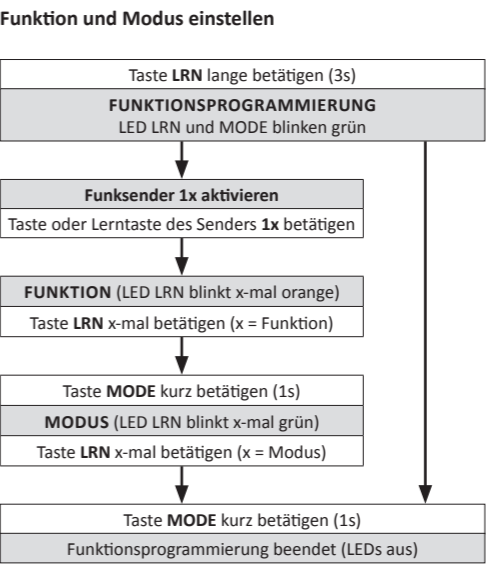 Funktion und Modus einstellen
Taste LRN lange betätigen (3s)
FUNKTIONSPROGRAMMIERUNG
LED LRN und MODE blinken grün
Funksender 1x aktivieren
Taste oder Lerntaste des Senders 1x betätigen
FUNKTION (LED LRN blinkt x-mal orange)
Taste LRN x-mal betätigen (x = Funktion)
Taste MODE kurz betätigen (1s)
MODUS (LED LRN blinkt x-mal grün)
Taste LRN x-mal betätigen (x = Modus)
Taste MODE kurz betätigen (1s)
Funktionsprogrammierung beendet (LEDs aus)